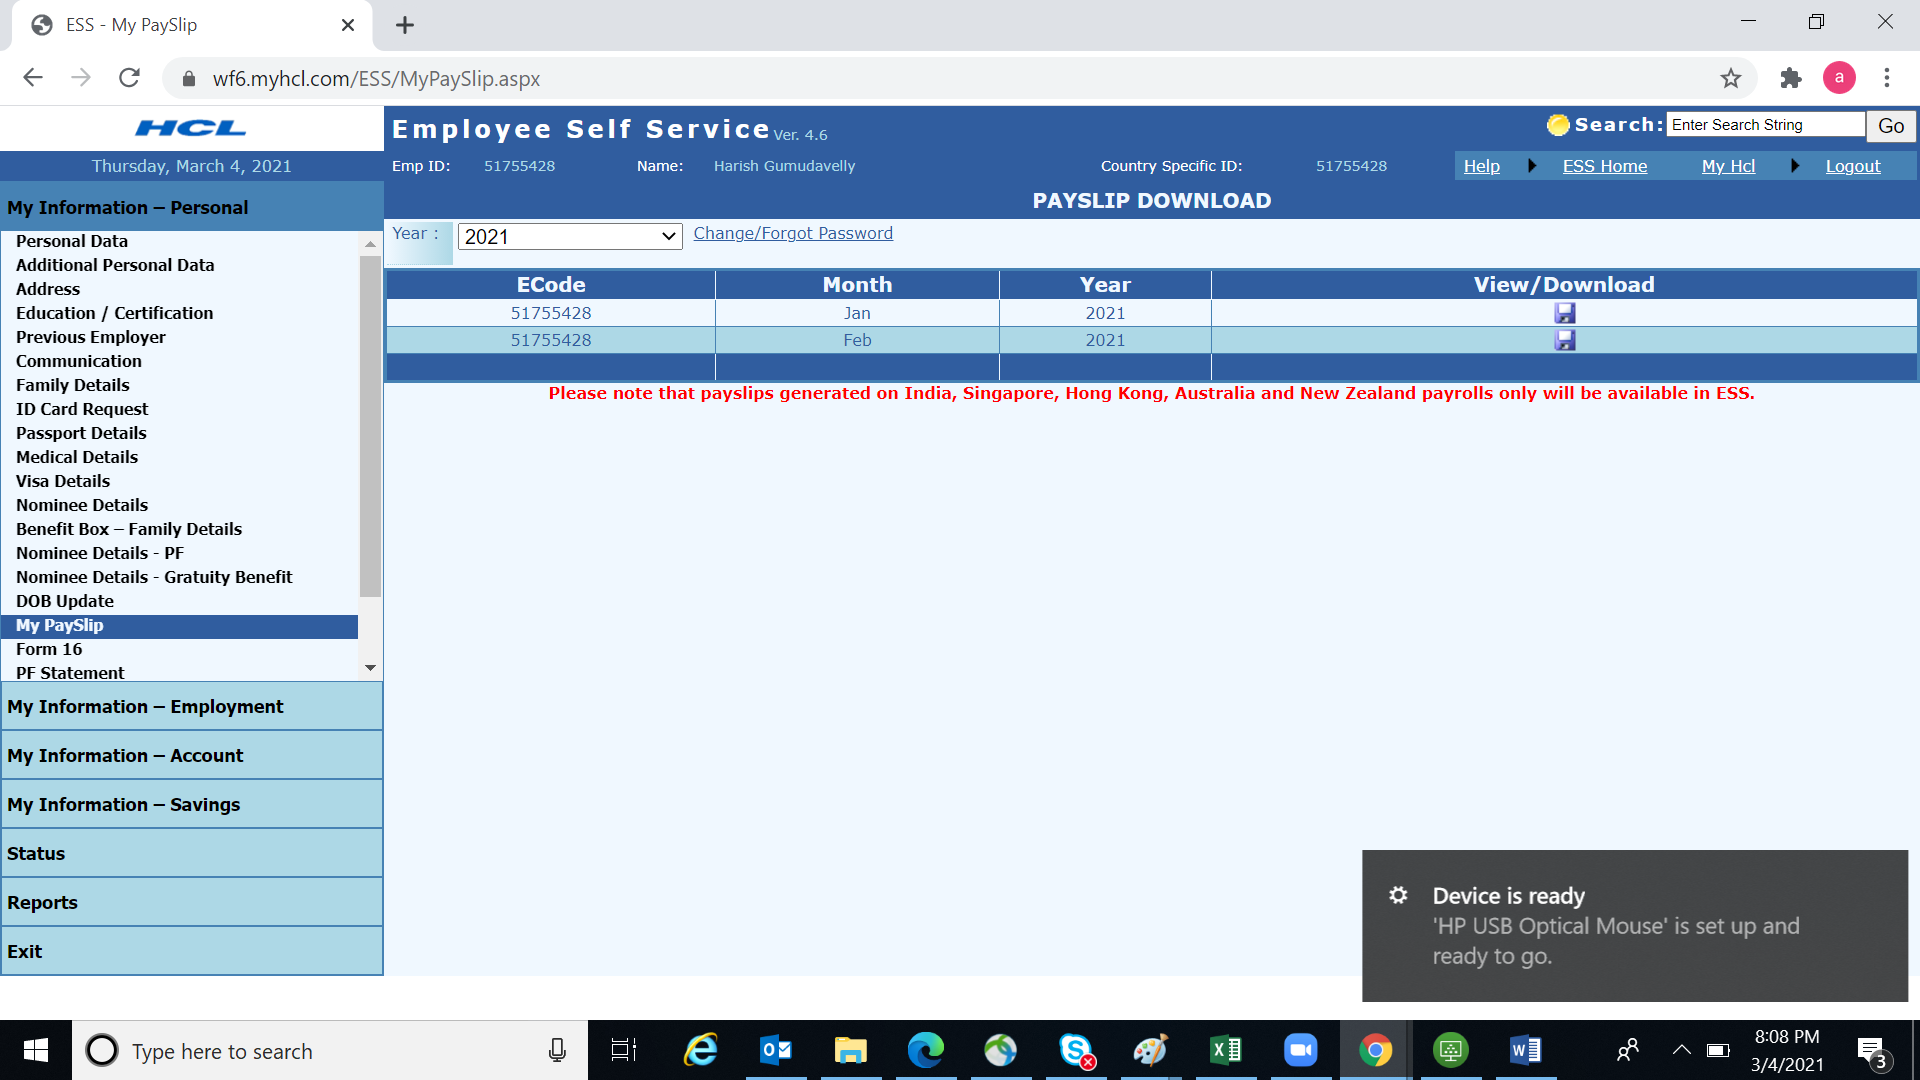 ESS - My PaySlip
wf6.myhcl.com/ESS/MyPaySlip.aspx
a
HCL
Employee Self Service Ver. 4.6
Search: Enter Search String Go
Thursday, March 4, 2021
Emp ID: 51755428 Name: Harish Gumudavelly Country Specific ID: 51755428
Help ESS Home My Hcl Logout
PAYSLIP DOWNLOAD
My Information – Personal
Personal Data
Additional Personal Data
Address
Education / Certification
Previous Employer
Communication
Family Details
ID Card Request
Passport Details
Medical Details
Visa Details
Nominee Details
Benefit Box – Family Details
Nominee Details - PF
Nominee Details - Gratuity Benefit
DOB Update
My PaySlip
Form 16
PF Statement
My Information – Employment
My Information – Account
My Information – Savings
Status
Reports
Exit
Year : 2021 Change/Forgot Password
ECode Month Year View/Download
51755428 Jan 2021
51755428 Feb 2021
Please note that payslips generated on India, Singapore, Hong Kong, Australia and New Zealand payrolls only will be available in ESS.
Device is ready
'HP USB Optical Mouse' is set up and
ready to go.
Type here to search
8:08 PM
3/4/2021
3